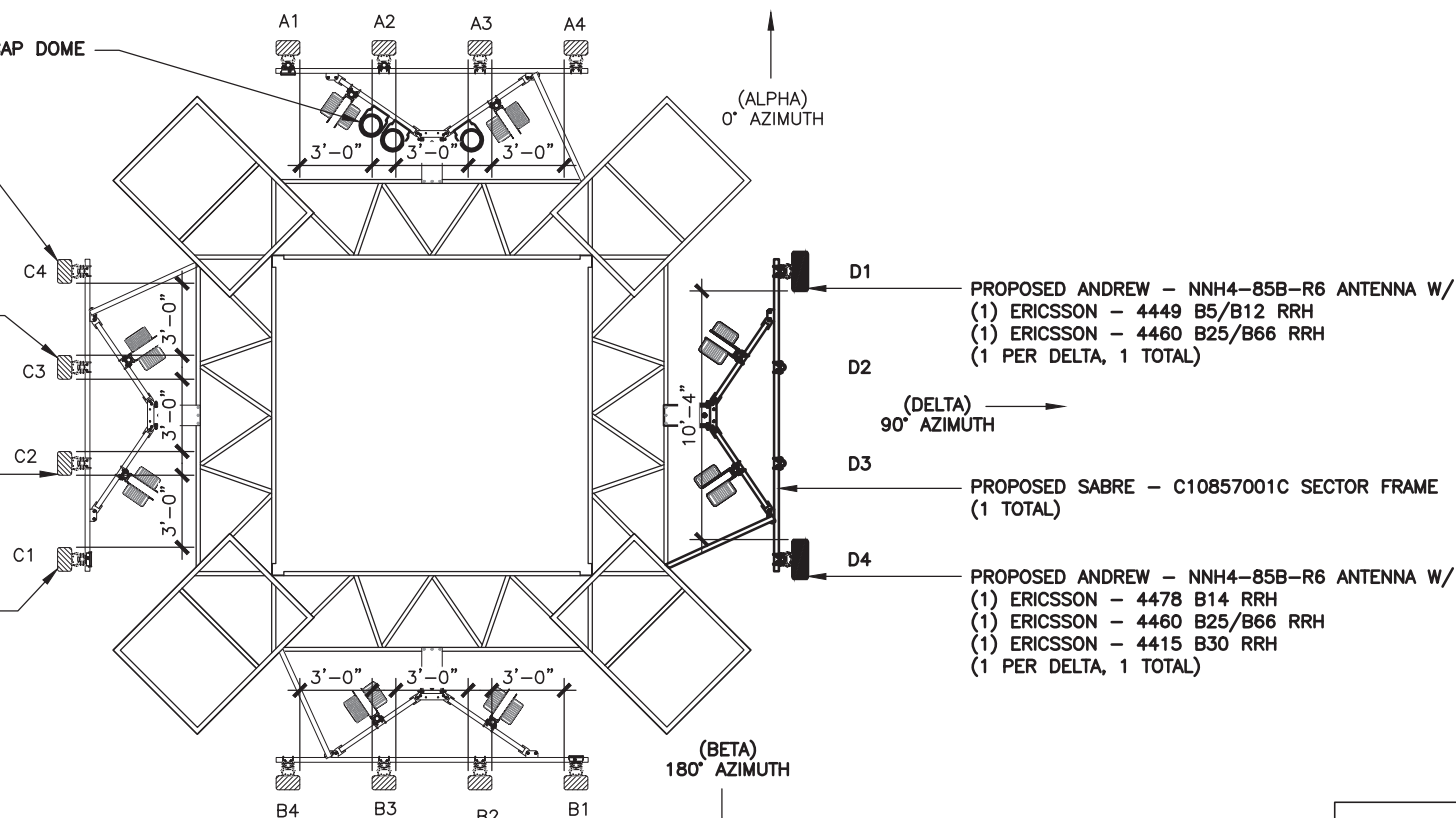 A1
A2
A3
A4
CAP DOME
(ALPHA)
0° AZIMUTH
3'-0"
3'-0"
3'-0"
C4
C3
C2
C1
3'-0"
3'-0"
3'-0"
10'-4"
D1
D2
D3
D4
PROPOSED ANDREW – NNH4-85B-R6 ANTENNA W/
(1) ERICSSON – 4449 B5/B12 RRH
(1) ERICSSON – 4460 B25/B66 RRH
(1 PER DELTA, 1 TOTAL)
(DELTA)
90° AZIMUTH
PROPOSED SABRE – C10857001C SECTOR FRAME
(1 TOTAL)
PROPOSED ANDREW – NNH4-85B-R6 ANTENNA W/
(1) ERICSSON – 4478 B14 RRH
(1) ERICSSON – 4460 B25/B66 RRH
(1) ERICSSON – 4415 B30 RRH
(1 PER DELTA, 1 TOTAL)
3'-0"
3'-0"
3'-0"
(BETA)
180° AZIMUTH
B4
B3
B2
B1